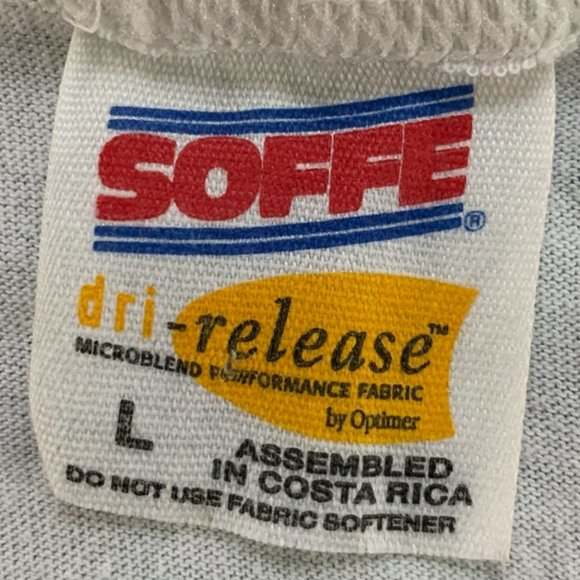 SOFFE®
dri-release™
MICROBLEND PERFORMANCE FABRIC
by Optimer
L
ASSEMBLED
IN COSTA RICA
DO NOT USE FABRIC SOFTENER